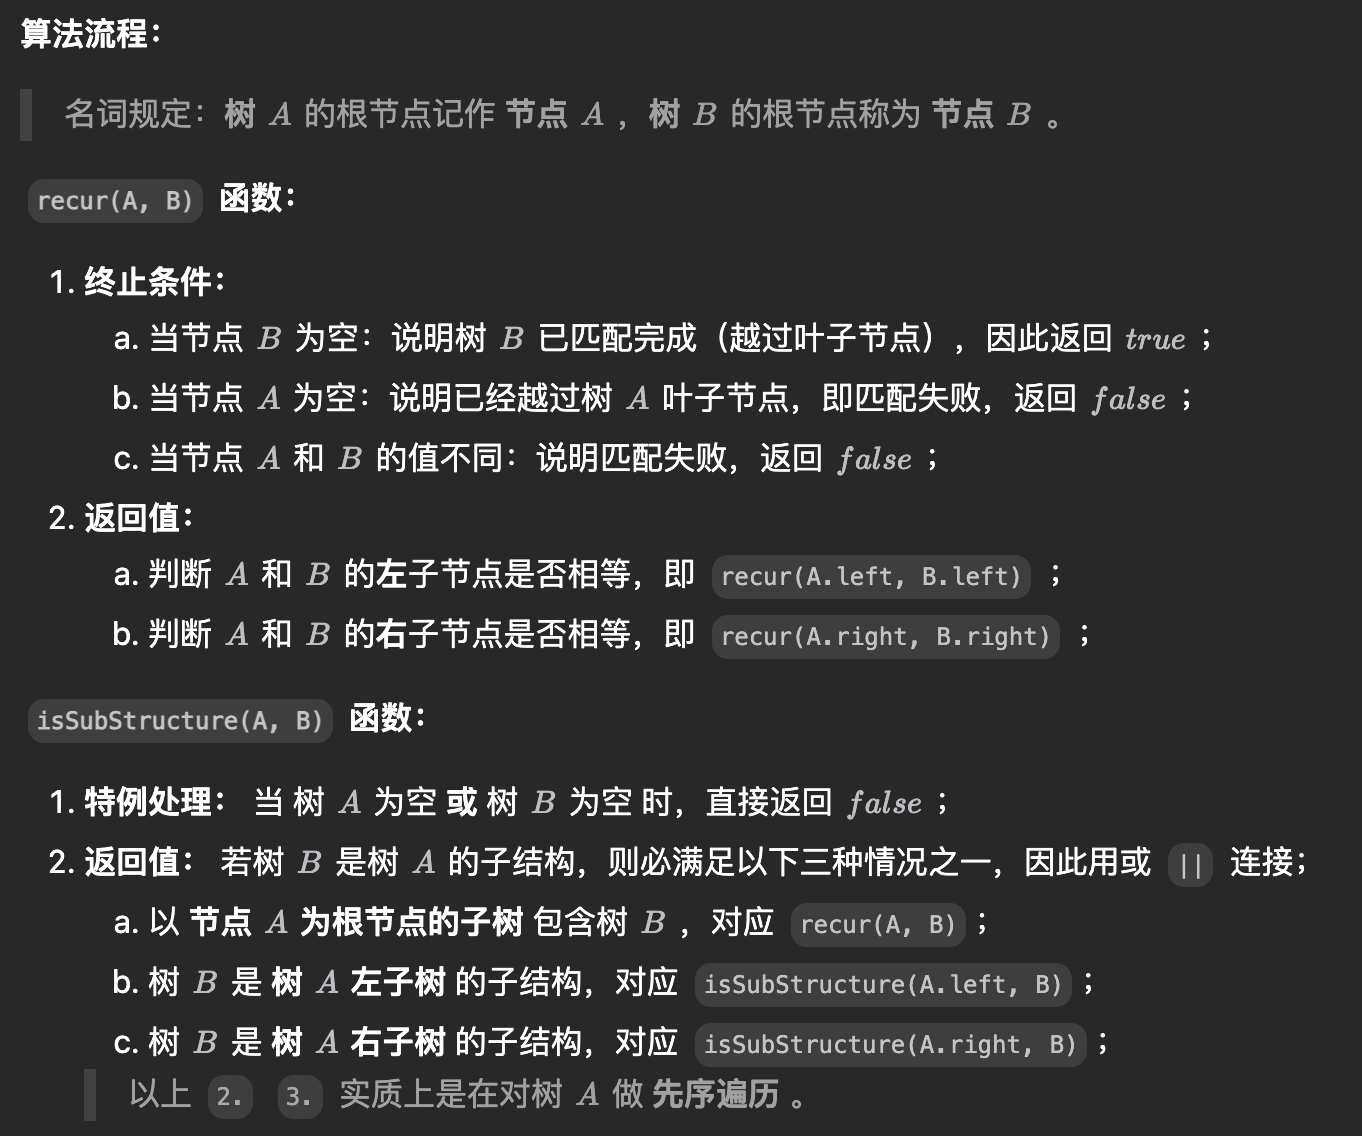 算法流程：
名词规定：树 A 的根节点记作 节点 A ，树 B 的根节点称为 节点 B 。
recur(A, B) 函数：
1. 终止条件：
a. 当节点 B 为空：说明树 B 已匹配完成（越过叶子节点），因此返回 true ；
b. 当节点 A 为空：说明已经越过树 A 叶子节点，即匹配失败，返回 false ；
c. 当节点 A 和 B 的值不同：说明匹配失败，返回 false ；
2. 返回值：
a. 判断 A 和 B 的左子节点是否相等，即 recur(A.left, B.left) ；
b. 判断 A 和 B 的右子节点是否相等，即 recur(A.right, B.right) ；
isSubStructure(A, B) 函数：
1. 特例处理： 当 树 A 为空 或 树 B 为空 时，直接返回 false ；
2. 返回值： 若树 B 是树 A 的子结构，则必满足以下三种情况之一，因此用或 || 连接；
a. 以 节点 A 为根节点的子树 包含树 B ，对应 recur(A, B) ；
b. 树 B 是 树 A 左子树 的子结构，对应 isSubStructure(A.left, B) ；
c. 树 B 是 树 A 右子树 的子结构，对应 isSubStructure(A.right, B) ；
以上 2. 3. 实质上是在对树 A 做 先序遍历 。